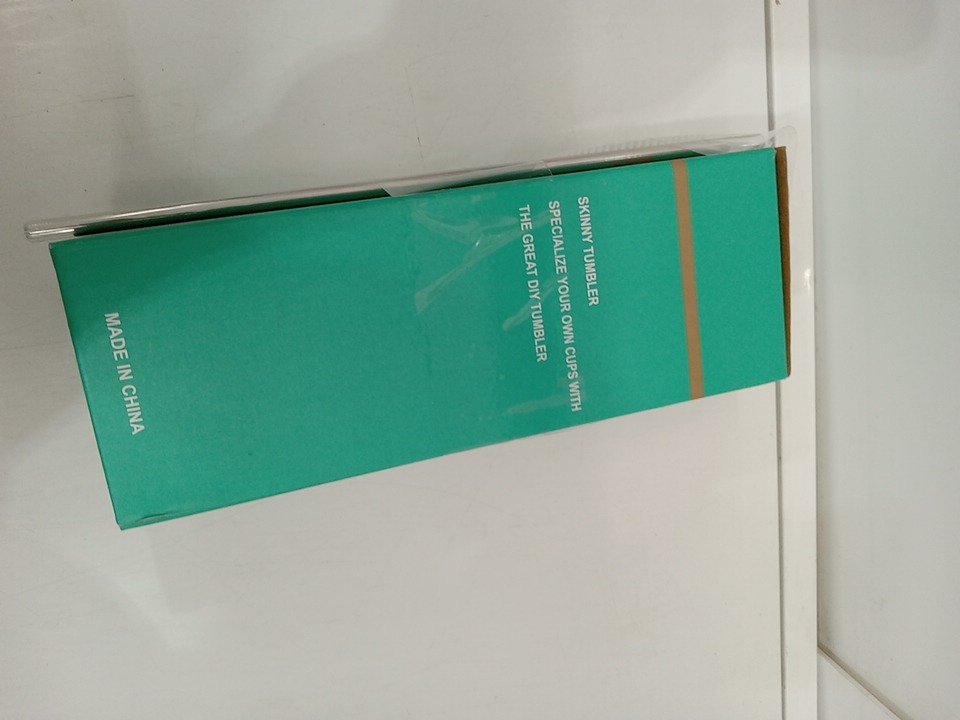 SKINNY TUMBLER
SPECIALIZE YOUR OWN CUPS WITH
THE GREAT DIY TUMBLER
MADE IN CHINA